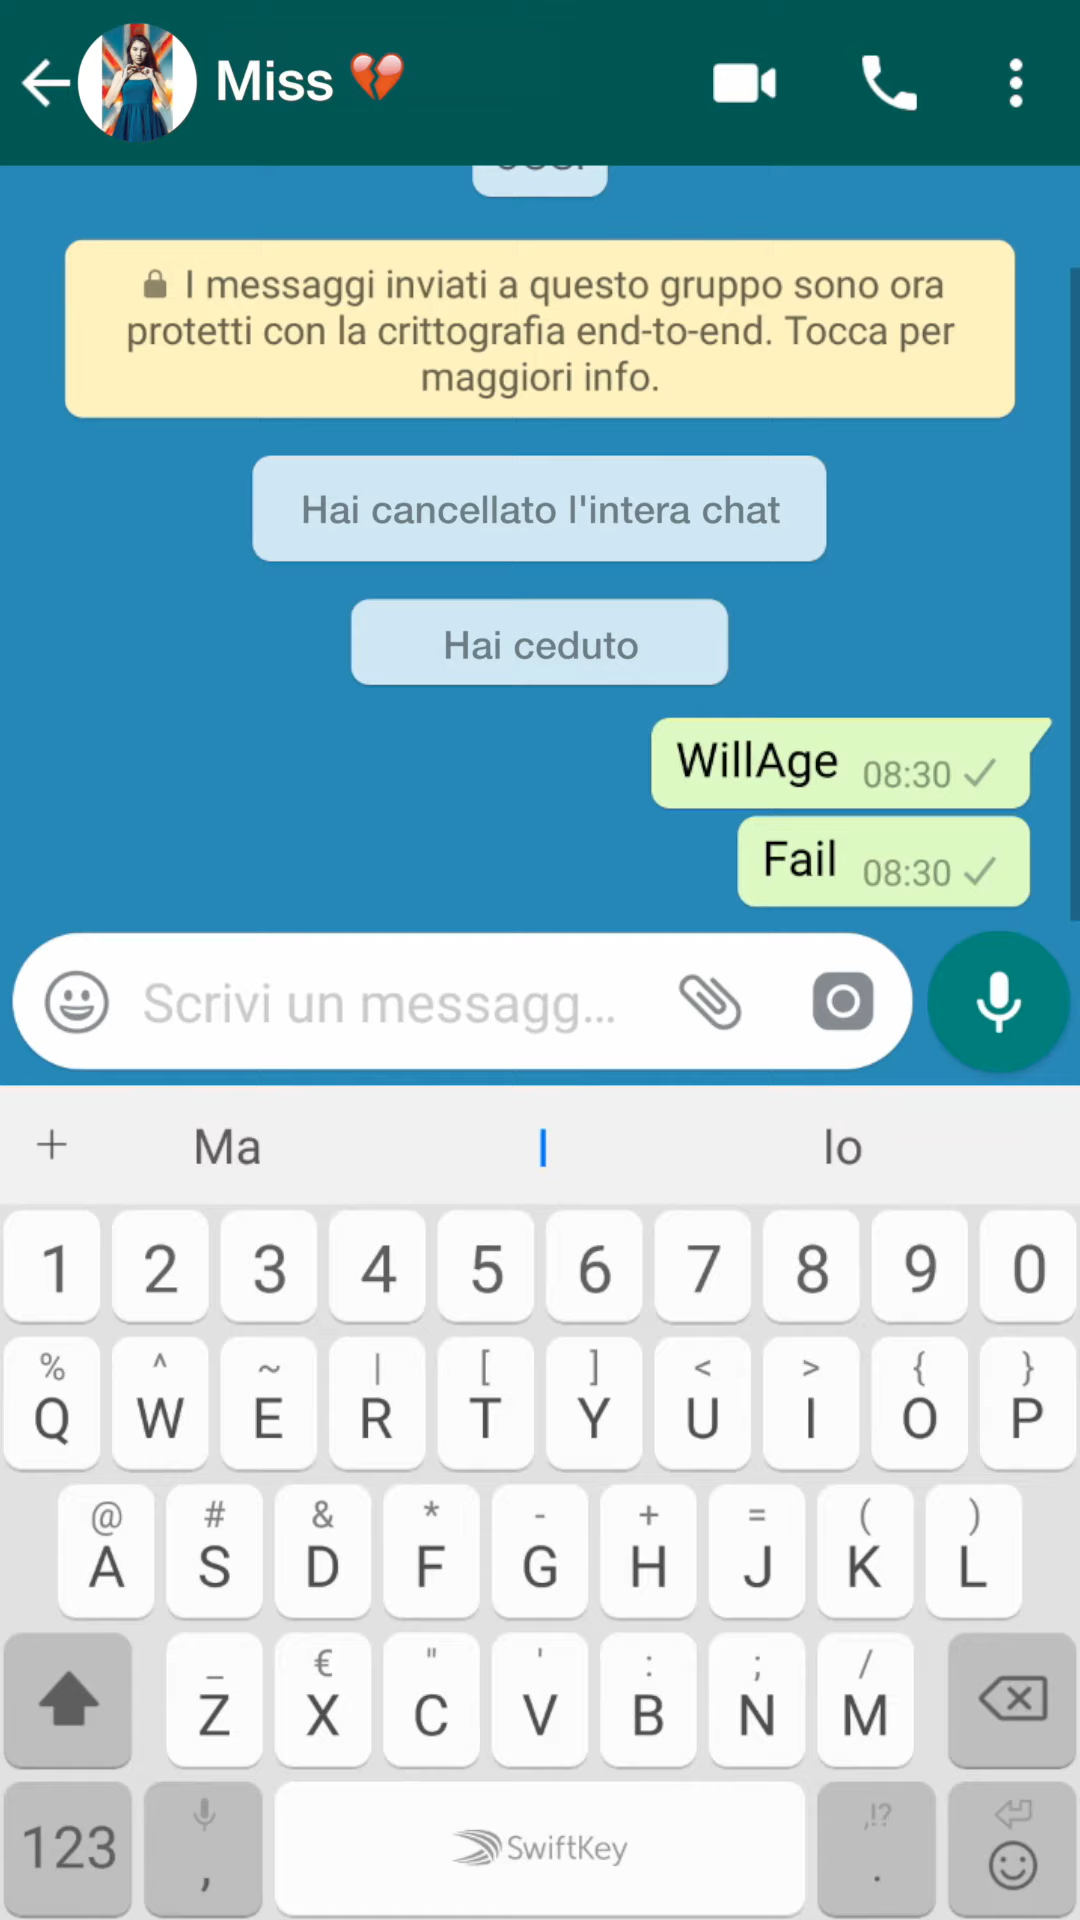 Miss 💔
I messaggi inviati a questo gruppo sono ora
protetti con la crittografia end-to-end. Tocca per
maggiori info.
Hai cancellato l'intera chat
Hai ceduto
WillAge 08:30
Fail 08:30
Scrivi un messagg...
+ Ma I Io
1 2 3 4 5 6 7 8 9 0
% ^ ~ | [ ] < > { }
Q W E R T Y U I O P
@ # & * - + = ( )
A S D F G H J K L
_ € " ' : ; /
Z X C V B N M
,!?
123 , SwiftKey .